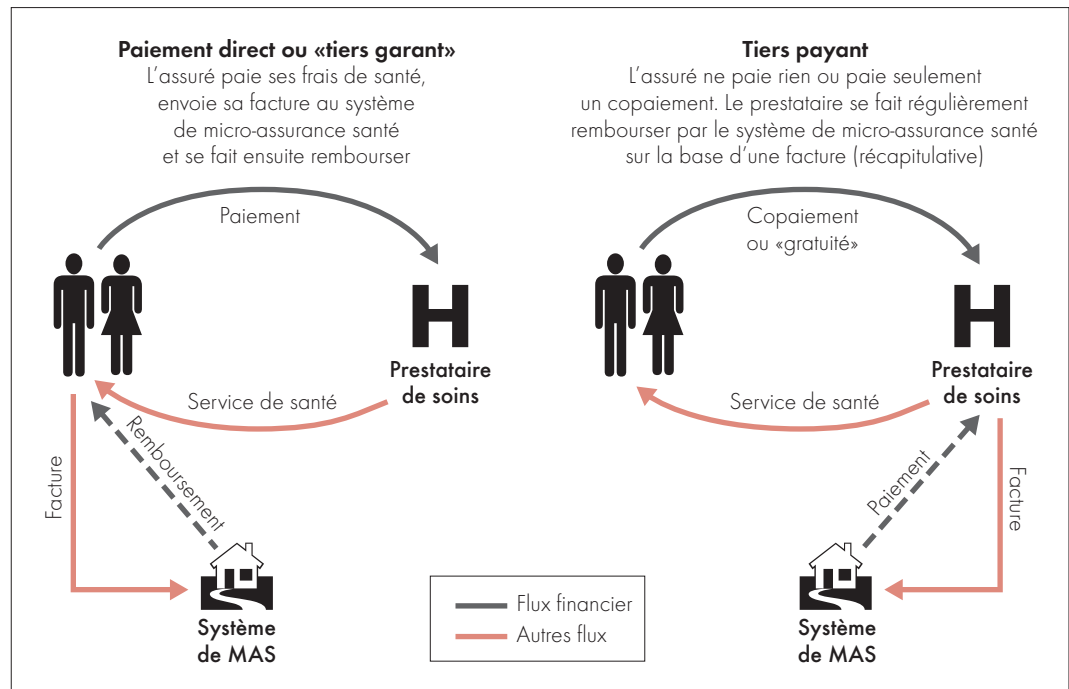 Paiement direct ou «tiers garant»
L'assuré paie ses frais de santé,
envoie sa facture au système
de micro-assurance santé
et se fait ensuite rembourser
Paiement
Prestataire
de soins
Service de santé
Remboursement
Facture
Système
de MAS
Tiers payant
L'assuré ne paie rien ou paie seulement
un copaiement. Le prestataire se fait régulièrement
rembourser par le système de micro-assurance santé
sur la base d'une facture (récapitulative)
Copaiement
ou «gratuité»
H
Prestataire
de soins
Service de santé
Paiement
Facture
Système
de MAS
Flux financier
Autres flux